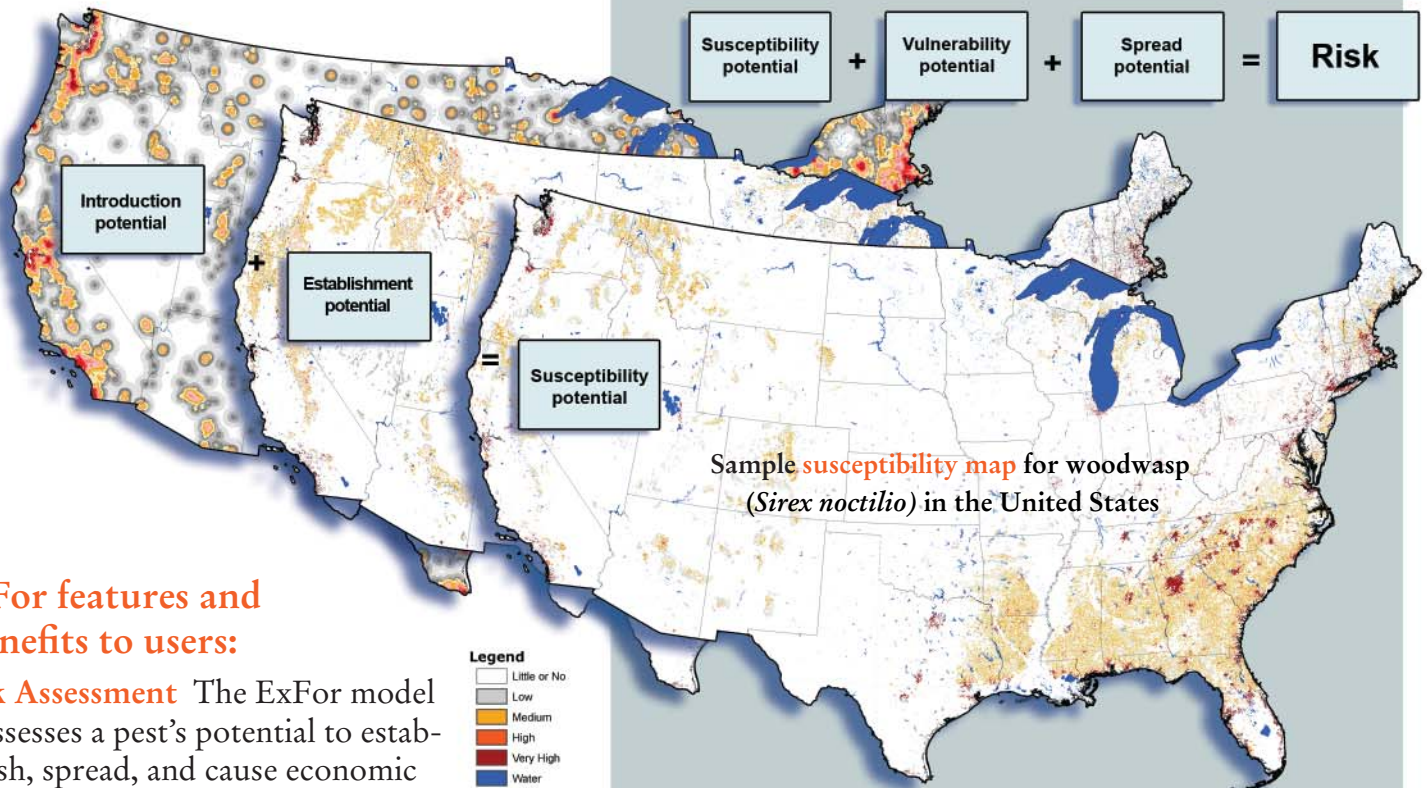 Susceptibility
potential
+
Vulnerability
potential
+
Spread
potential
=
Risk
Introduction
potential
+
Establishment
potential
=
Susceptibility
potential
Sample susceptibility map for woodwasp
(Sirex noctilio) in the United States
For features and
nefits to users:
k Assessment The ExFor model
ssesses a pest's potential to estab-
sh, spread, and cause economic
Legend
Little or No
Low
Medium
High
Very High
Water